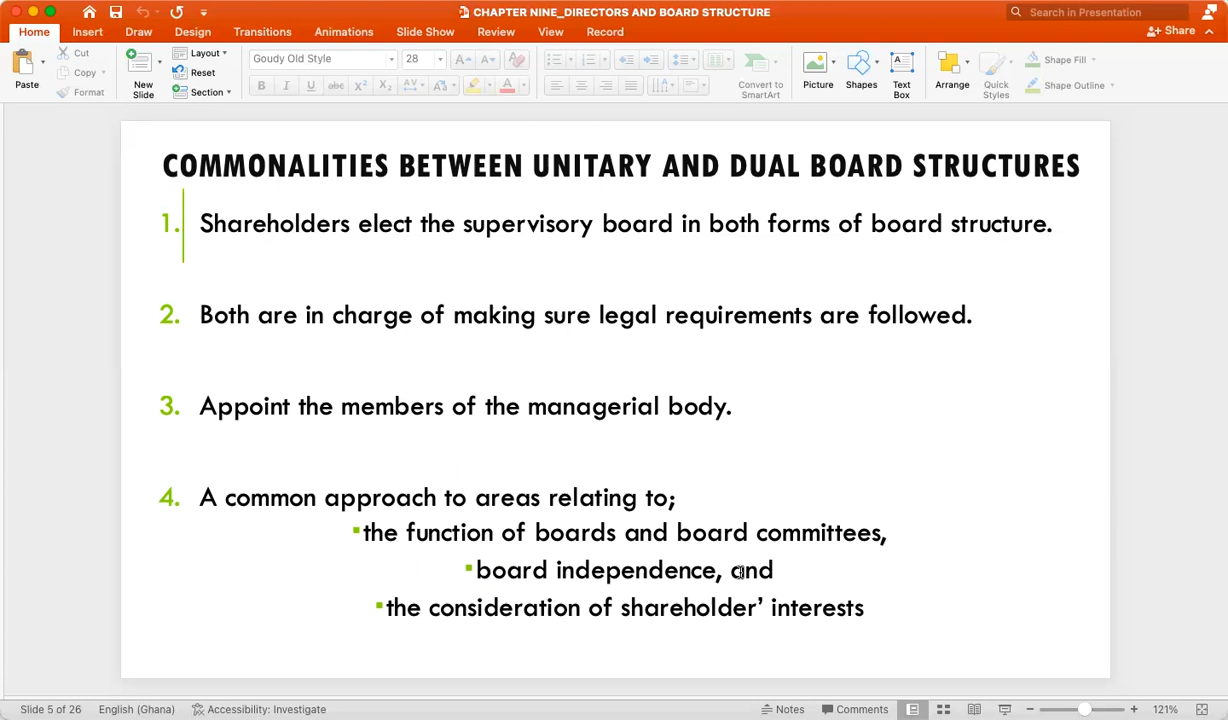 CHAPTER NINE_DIRECTORS AND BOARD STRUCTURE
Search in Presentation
Home Insert Draw Design Transitions Animations Slide Show Review View Record
Share
Paste
Cut
Copy
Format
New Slide
Layout
Reset
Section
Goudy Old Style 28
B I U abc X² X₂ AV Aa A
Convert to SmartArt
Picture
Shapes
Text Box
Arrange
Quick Styles
Shape Fill
Shape Outline
COMMONALITIES BETWEEN UNITARY AND DUAL BOARD STRUCTURES
1. Shareholders elect the supervisory board in both forms of board structure.
2. Both are in charge of making sure legal requirements are followed.
3. Appoint the members of the managerial body.
4. A common approach to areas relating to;
▪the function of boards and board committees,
▪board independence, and
▪the consideration of shareholder’ interests
Slide 5 of 26 English (Ghana) Accessibility: Investigate Notes Comments 121%